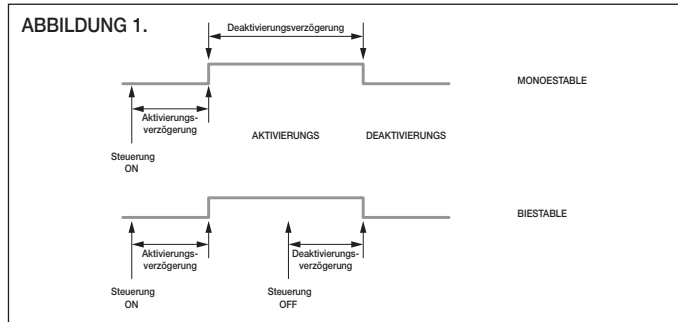 ABBILDUNG 1.
Deaktivierungsverzögerung
MONOESTABLE
Aktivierungs-
verzögerung
AKTIVIERUNGS
DEAKTIVIERUNGS
Steuerung
ON
BIESTABLE
Aktivierungs-
verzögerung
Deaktivierungs-
verzögerung
Steuerung
ON
Steuerung
OFF